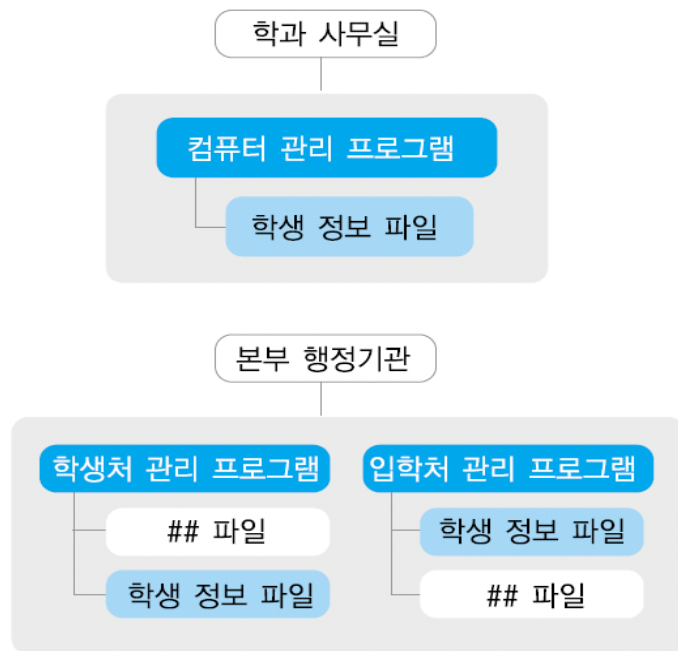 학과 사무실
컴퓨터 관리 프로그램
학생 정보 파일
본부 행정기관
학생처 관리 프로그램
## 파일
학생 정보 파일
입학처 관리 프로그램
학생 정보 파일
## 파일